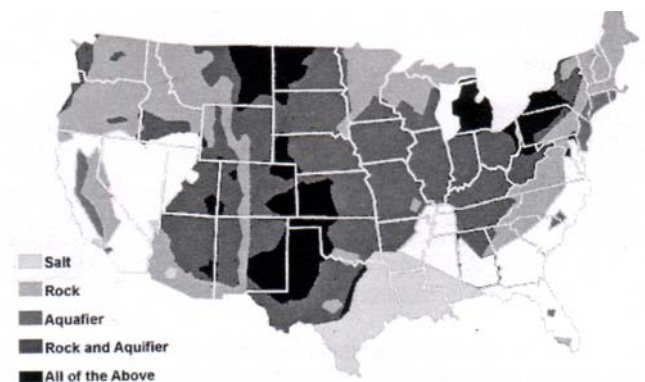 Salt
Rock
Aquafier
Rock and Aquifier
All of the Above